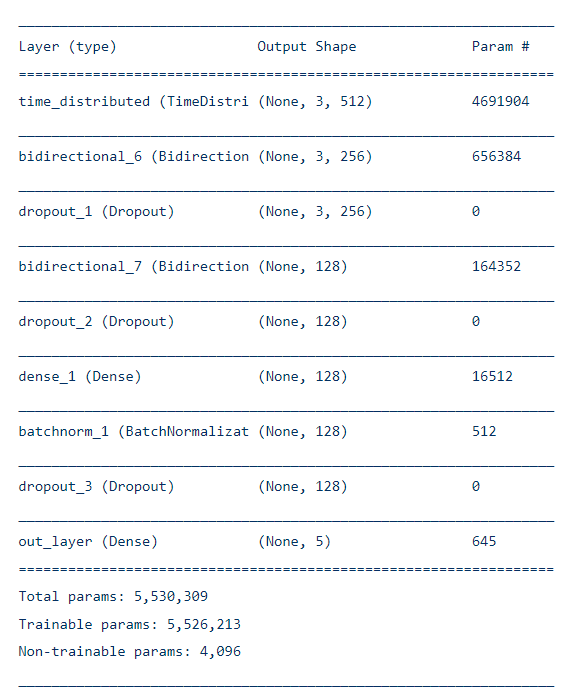 _________________________________________________________________
Layer (type)                 Output Shape              Param #
=================================================================
time_distributed (TimeDistri (None, 3, 512)            4691904
_________________________________________________________________
bidirectional_6 (Bidirection (None, 3, 256)            656384
_________________________________________________________________
dropout_1 (Dropout)          (None, 3, 256)            0
_________________________________________________________________
bidirectional_7 (Bidirection (None, 128)               164352
_________________________________________________________________
dropout_2 (Dropout)          (None, 128)               0
_________________________________________________________________
dense_1 (Dense)              (None, 128)               16512
_________________________________________________________________
batchnorm_1 (BatchNormalizat (None, 128)               512
_________________________________________________________________
dropout_3 (Dropout)          (None, 128)               0
_________________________________________________________________
out_layer (Dense)            (None, 5)                 645
=================================================================
Total params: 5,530,309
Trainable params: 5,526,213
Non-trainable params: 4,096
_________________________________________________________________